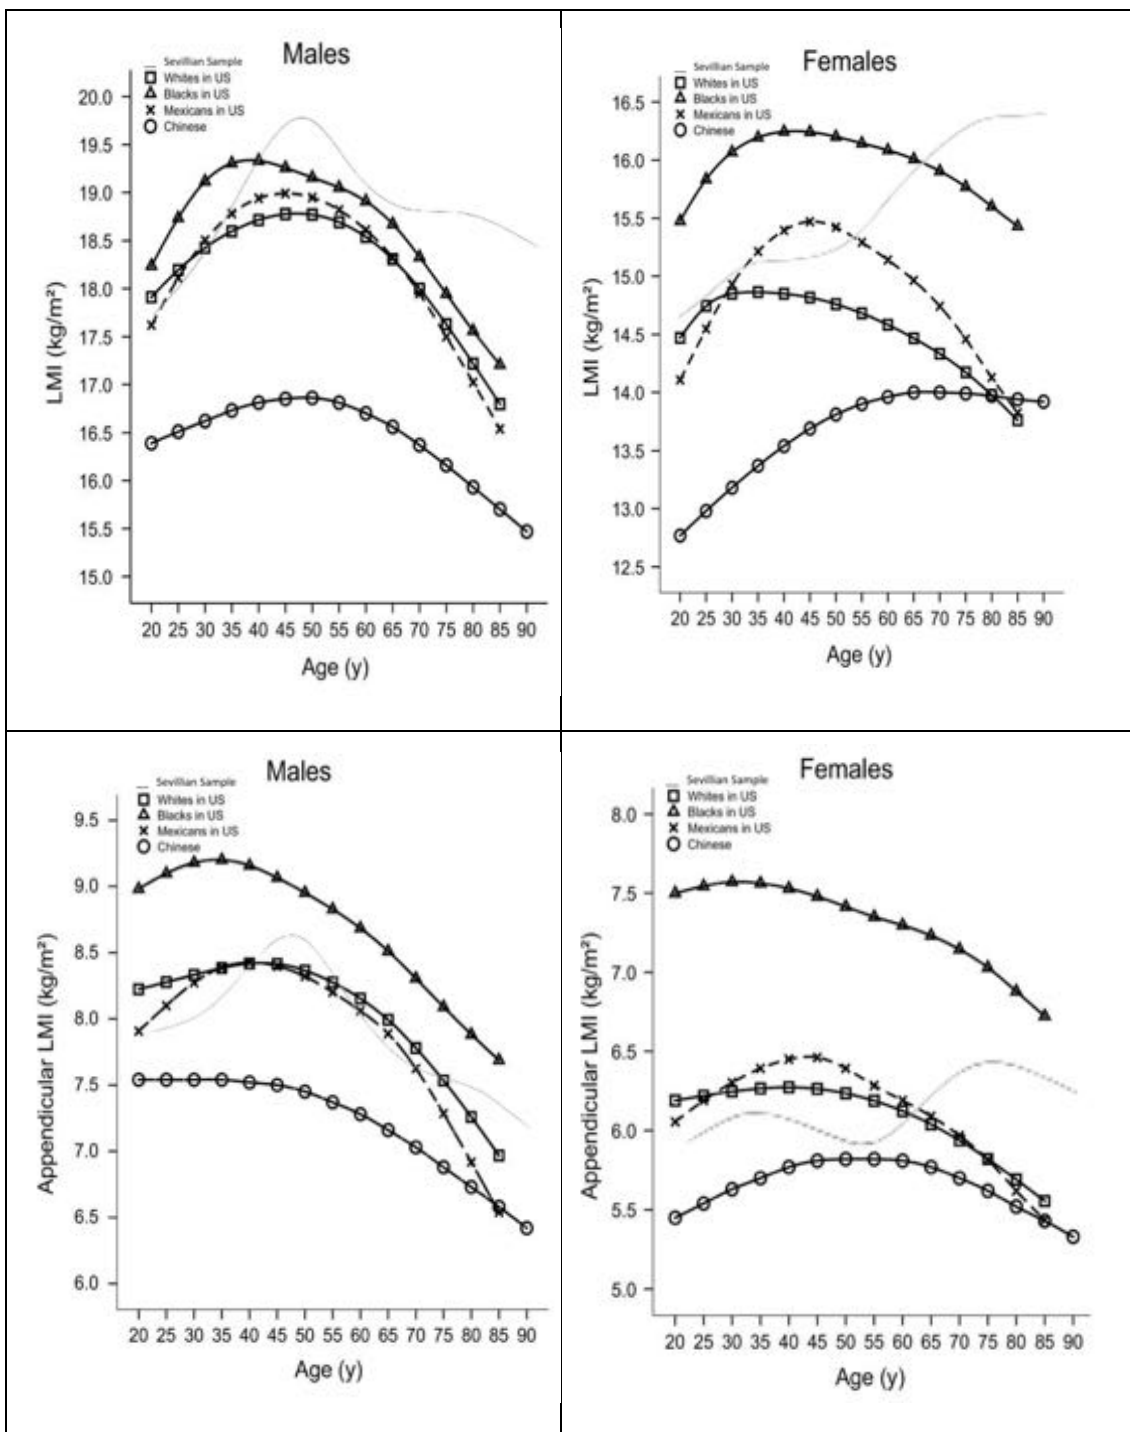 Males
Sevillian Sample
Whites in US
Blacks in US
Mexicans in US
Chinese
20.0
19.5
19.0
18.5
18.0
17.5
17.0
16.5
16.0
15.5
15.0
LMI (kg/m²)
20 25 30 35 40 45 50 55 60 65 70 75 80 85 90
Age (y)
Females
Sevillian Sample
Whites in US
Blacks in US
Mexicans in US
Chinese
16.5
16.0
15.5
15.0
14.5
14.0
13.5
13.0
12.5
LMI (kg/m²)
20 25 30 35 40 45 50 55 60 65 70 75 80 85 90
Age (y)
Males
Sevillian Sample
Whites in US
Blacks in US
Mexicans in US
Chinese
9.5
9.0
8.5
8.0
7.5
7.0
6.5
6.0
Appendicular LMI (kg/m²)
20 25 30 35 40 45 50 55 60 65 70 75 80 85 90
Age (y)
Females
Sevillian Sample
Whites in US
Blacks in US
Mexicans in US
Chinese
8.0
7.5
7.0
6.5
6.0
5.5
5.0
Appendicular LMI (kg/m²)
20 25 30 35 40 45 50 55 60 65 70 75 80 85 90
Age (y)